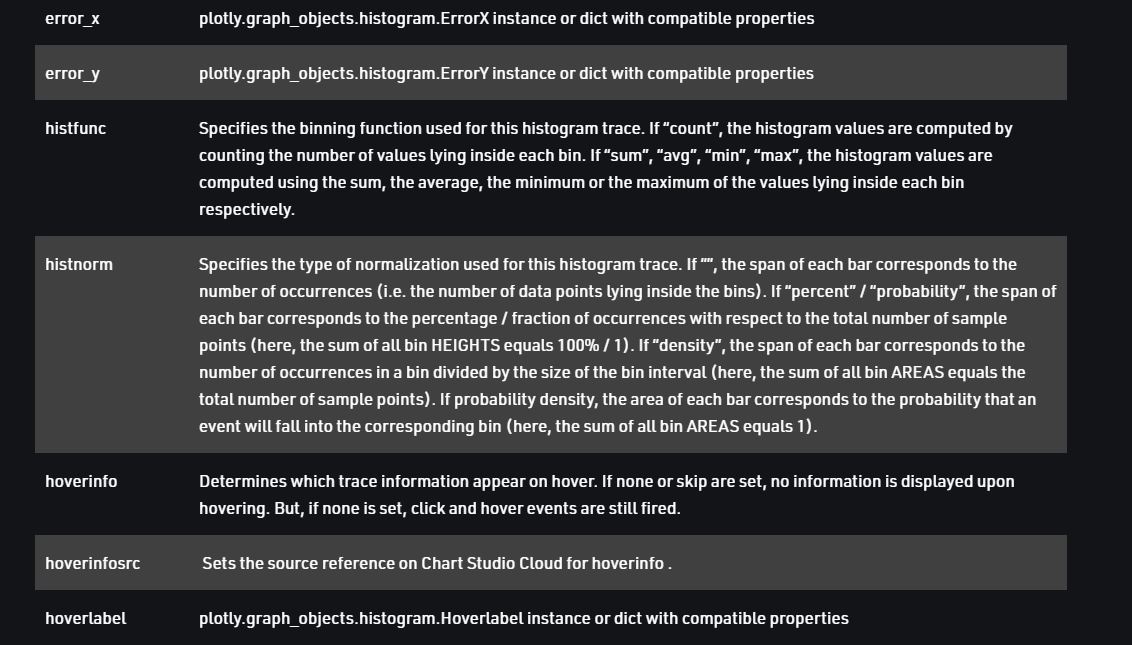 error_x plotly.graph_objects.histogram.ErrorX instance or dict with compatible properties
error_y plotly.graph_objects.histogram.ErrorY instance or dict with compatible properties
histfunc Specifies the binning function used for this histogram trace. If “count”, the histogram values are computed by
counting the number of values lying inside each bin. If “sum”, “avg”, “min”, “max”, the histogram values are
computed using the sum, the average, the minimum or the maximum of the values lying inside each bin
respectively.
histnorm Specifies the type of normalization used for this histogram trace. If “”, the span of each bar corresponds to the
number of occurrences (i.e. the number of data points lying inside the bins). If “percent” / “probability”, the span of
each bar corresponds to the percentage / fraction of occurrences with respect to the total number of sample
points (here, the sum of all bin HEIGHTS equals 100% / 1). If “density”, the span of each bar corresponds to the
number of occurrences in a bin divided by the size of the bin interval (here, the sum of all bin AREAS equals the
total number of sample points). If probability density, the area of each bar corresponds to the probability that an
event will fall into the corresponding bin (here, the sum of all bin AREAS equals 1).
hoverinfo Determines which trace information appear on hover. If none or skip are set, no information is displayed upon
hovering. But, if none is set, click and hover events are still fired.
hoverinfosrc Sets the source reference on Chart Studio Cloud for hoverinfo .
hoverlabel plotly.graph_objects.histogram.Hoverlabel instance or dict with compatible properties